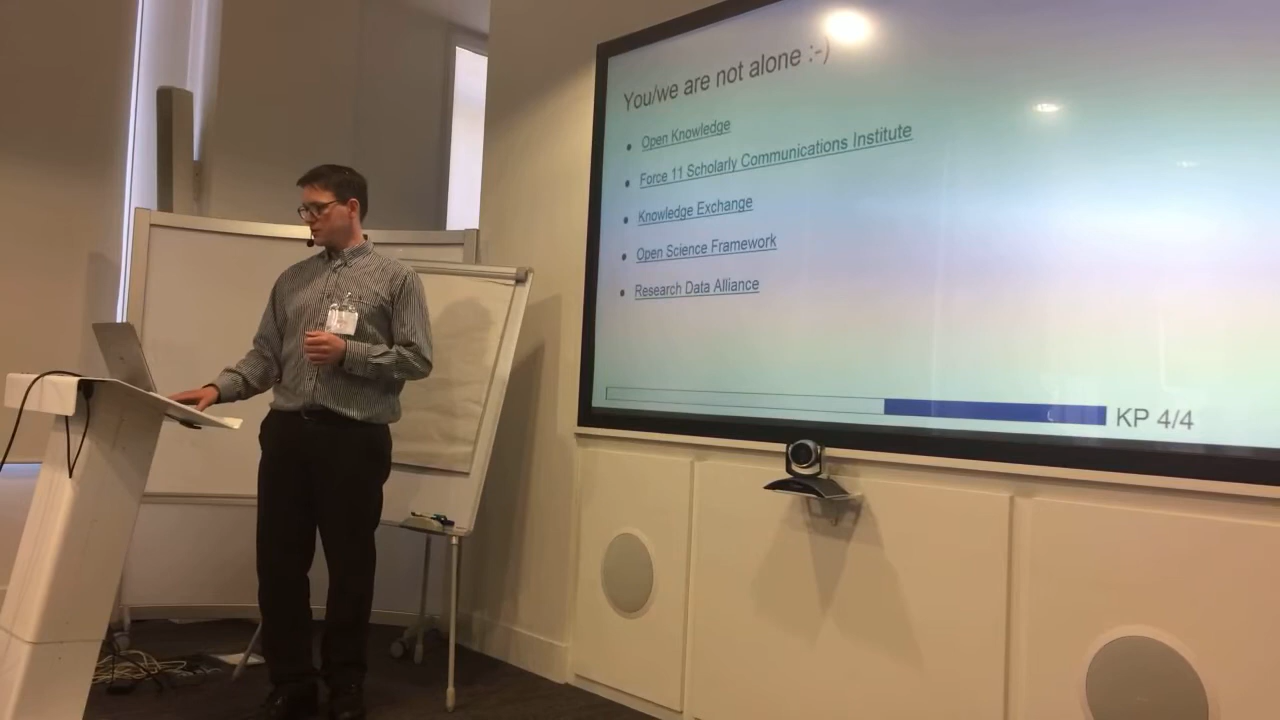 You/we are not alone :-)
• Open Knowledge
• Force 11 Scholarly Communications Institute
• Knowledge Exchange
• Open Science Framework
• Research Data Alliance
KP 4/4